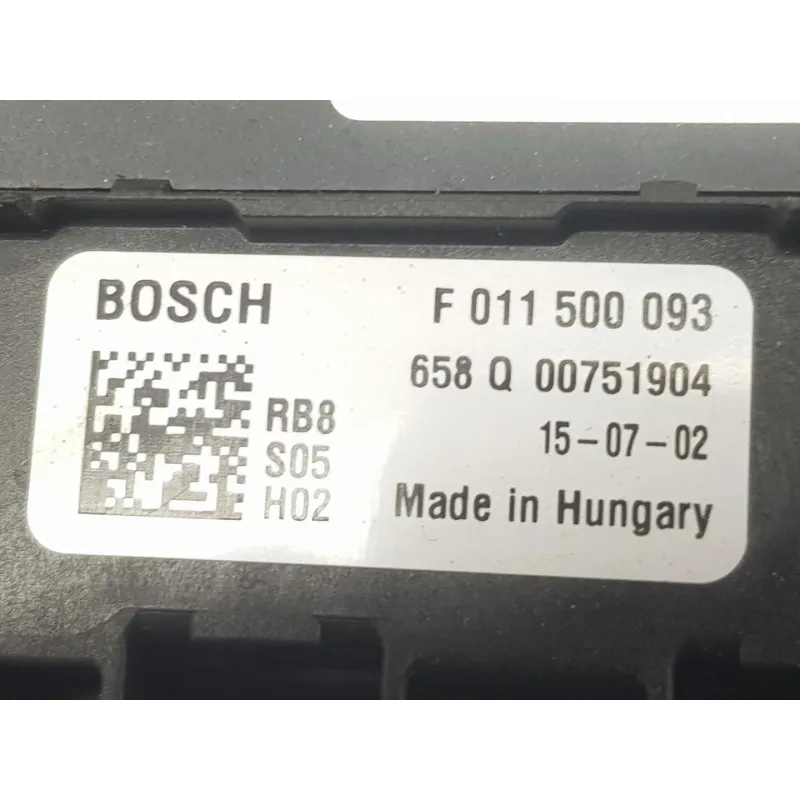 BOSCH F 011 500 093
658 Q 00751904
RB8
15-07-02
S05
H02
Made in Hungary